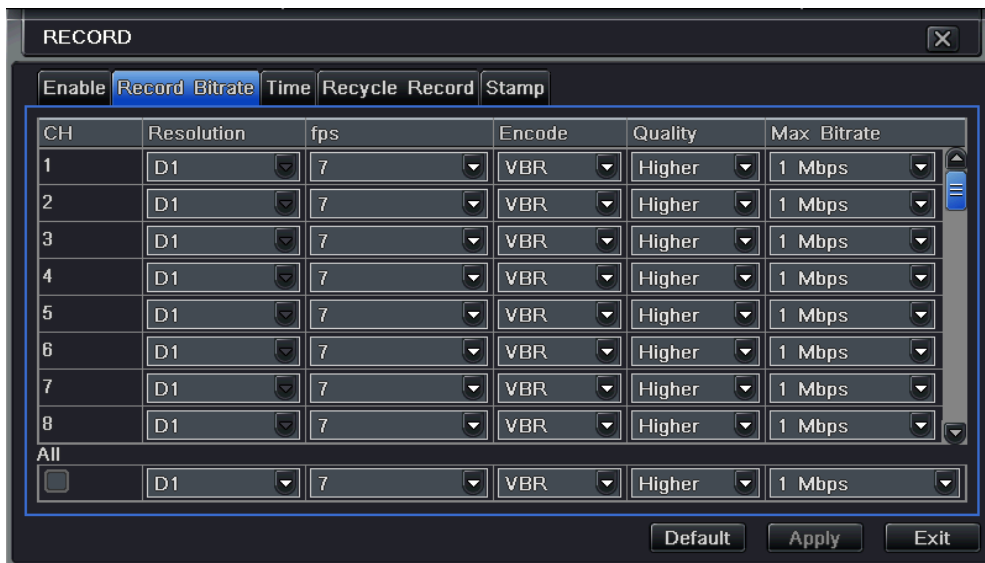 RECORD
Enable Record Bitrate Time Recycle Record Stamp
CH Resolution fps Encode Quality Max Bitrate
1 D1 7 VBR Higher 1 Mbps
2 D1 7 VBR Higher 1 Mbps
3 D1 7 VBR Higher 1 Mbps
4 D1 7 VBR Higher 1 Mbps
5 D1 7 VBR Higher 1 Mbps
6 D1 7 VBR Higher 1 Mbps
7 D1 7 VBR Higher 1 Mbps
8 D1 7 VBR Higher 1 Mbps
All
D1 7 VBR Higher 1 Mbps
Default Apply Exit